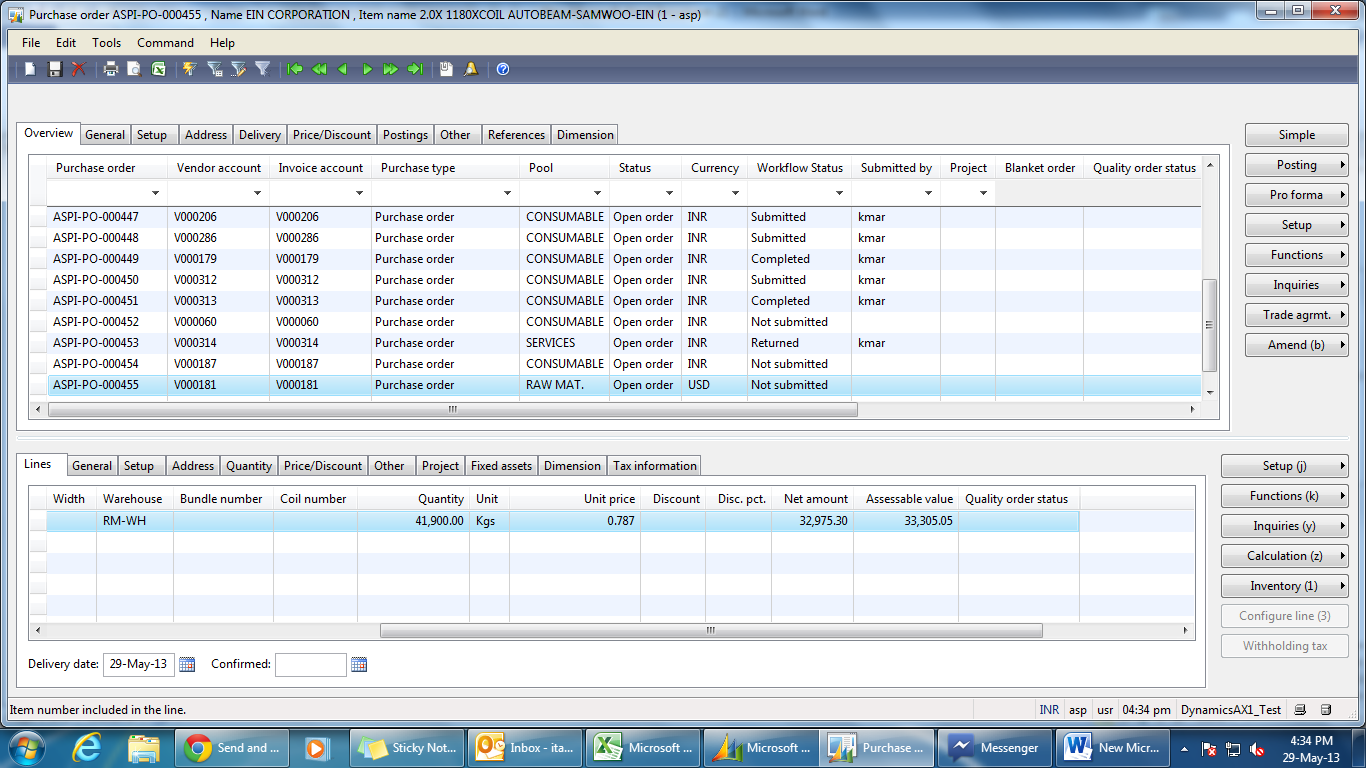 Purchase order ASPI-PO-000455 , Name EIN CORPORATION , Item name 2.0X 1180XCOIL AUTOBEAM-SAMWOO-EIN (1 - asp)
File Edit Tools Command Help
Overview General Setup Address Delivery Price/Discount Postings Other References Dimension
Purchase order Vendor account Invoice account Purchase type Pool Status Currency Workflow Status Submitted by Project Blanket order Quality order status
ASPI-PO-000447 V000206 V000206 Purchase order CONSUMABLE Open order INR Submitted kmar
ASPI-PO-000448 V000286 V000286 Purchase order CONSUMABLE Open order INR Submitted kmar
ASPI-PO-000449 V000179 V000179 Purchase order CONSUMABLE Open order INR Completed kmar
ASPI-PO-000450 V000312 V000312 Purchase order CONSUMABLE Open order INR Submitted kmar
ASPI-PO-000451 V000313 V000313 Purchase order CONSUMABLE Open order INR Completed kmar
ASPI-PO-000452 V000060 V000060 Purchase order CONSUMABLE Open order INR Not submitted
ASPI-PO-000453 V000314 V000314 Purchase order SERVICES Open order INR Returned kmar
ASPI-PO-000454 V000187 V000187 Purchase order CONSUMABLE Open order INR Not submitted
ASPI-PO-000455 V000181 V000181 Purchase order RAW MAT. Open order USD Not submitted
Simple
Posting
Pro forma
Setup
Functions
Inquiries
Trade agrmt.
Amend (b)
Lines General Setup Address Quantity Price/Discount Other Project Fixed assets Dimension Tax information
Width Warehouse Bundle number Coil number Quantity Unit Unit price Discount Disc. pct. Net amount Assessable value Quality order status
RM-WH 41,900.00 Kgs 0.787 32,975.30 33,305.05
Setup (j)
Functions (k)
Inquiries (y)
Calculation (z)
Inventory (1)
Configure line (3)
Withholding tax
Delivery date: 29-May-13 Confirmed:
Item number included in the line. INR asp usr 04:34 pm DynamicsAX1_Test
Send and ... Sticky Not... Inbox - ita... Microsoft ... Microsoft ... Purchase ... Messenger New Micr... 4:34 PM
29-May-13